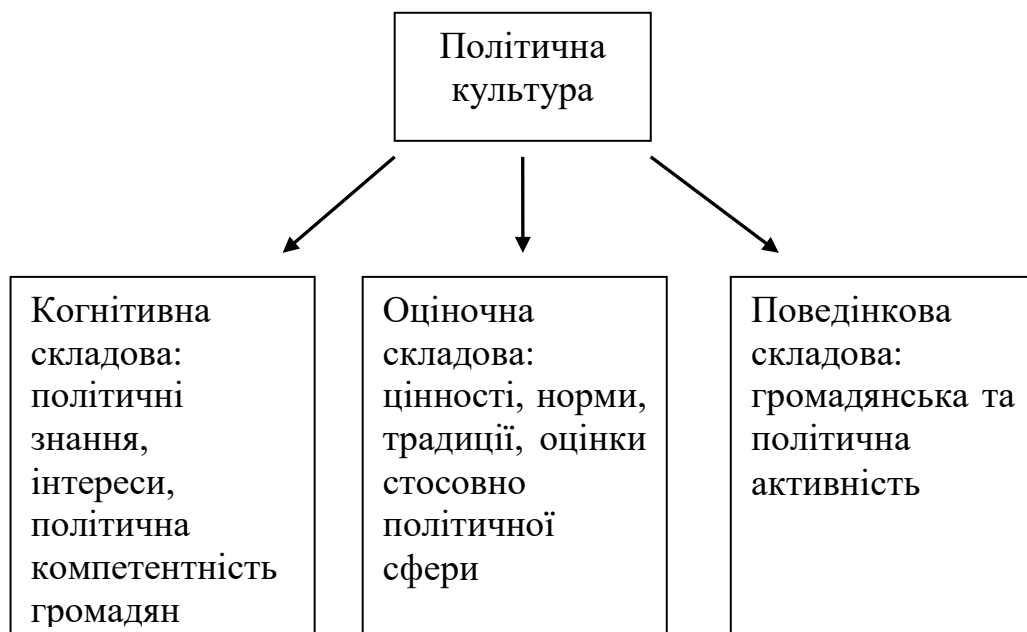 Політична
культура
Когнітивна
складова:
політичні
знання,
інтереси,
політична
компетентність
громадян
Оціночна
складова:
цінності, норми,
традиції, оцінки
стосовно
політичної
сфери
Поведінкова
складова:
громадянська та
політична
активність